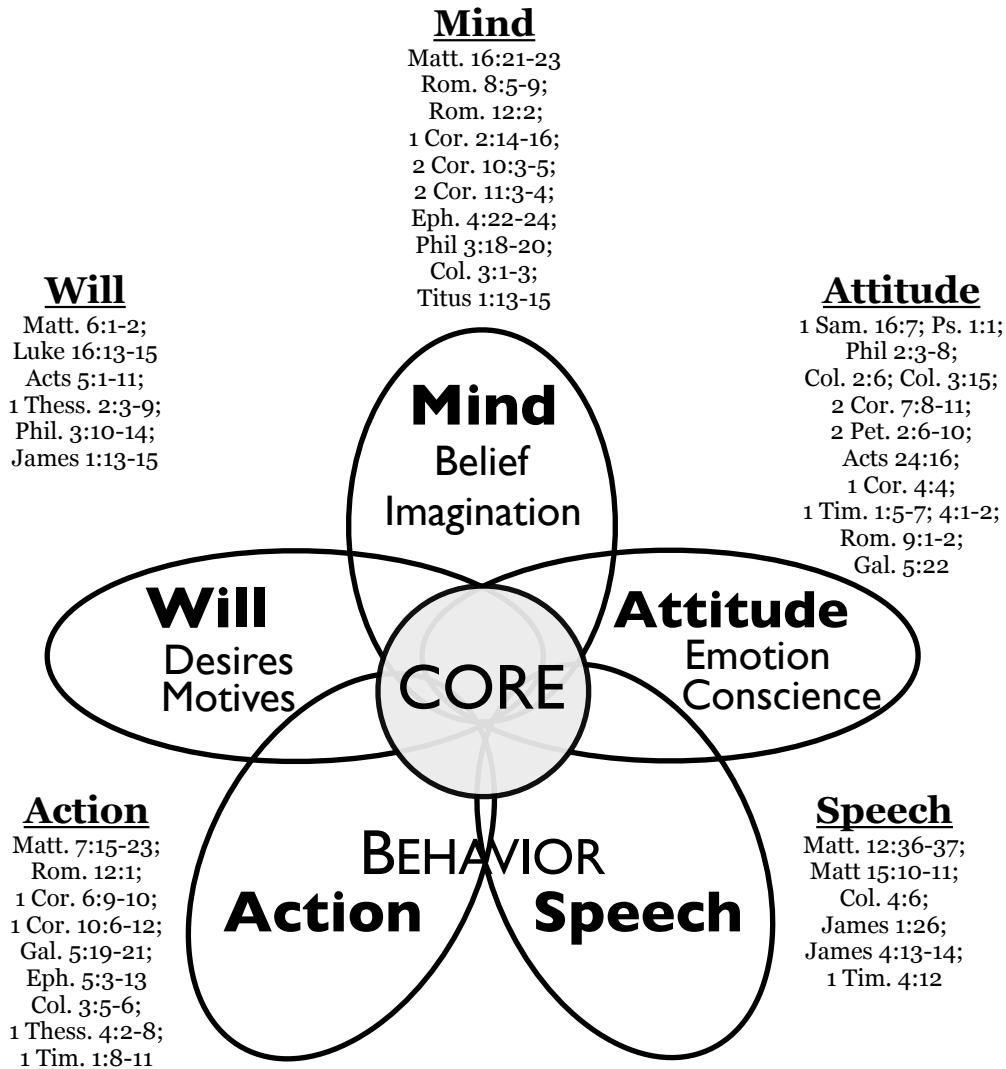 Mind
Matt. 16:21-23
Rom. 8:5-9;
Rom. 12:2;
1 Cor. 2:14-16;
2 Cor. 10:3-5;
2 Cor. 11:3-4;
Eph. 4:22-24;
Phil 3:18-20;
Col. 3:1-3;
Titus 1:13-15
Will
Matt. 6:1-2;
Luke 16:13-15
Acts 5:1-11;
1 Thess. 2:3-9;
Phil. 3:10-14;
James 1:13-15
Attitude
1 Sam. 16:7; Ps. 1:1;
Phil 2:3-8;
Col. 2:6; Col. 3:15;
2 Cor. 7:8-11;
2 Pet. 2:6-10;
Acts 24:16;
1 Cor. 4:4;
1 Tim. 1:5-7; 4:1-2;
Rom. 9:1-2;
Gal. 5:22
Mind
Belief
Imagination
Will
Desires
Motives
Attitude
Emotion
Conscience
CORE
BEHAVIOR
Action
Speech
Action
Matt. 7:15-23;
Rom. 12:1;
1 Cor. 6:9-10;
1 Cor. 10:6-12;
Gal. 5:19-21;
Eph. 5:3-13
Col. 3:5-6;
1 Thess. 4:2-8;
1 Tim. 1:8-11
Speech
Matt. 12:36-37;
Matt 15:10-11;
Col. 4:6;
James 1:26;
James 4:13-14;
1 Tim. 4:12